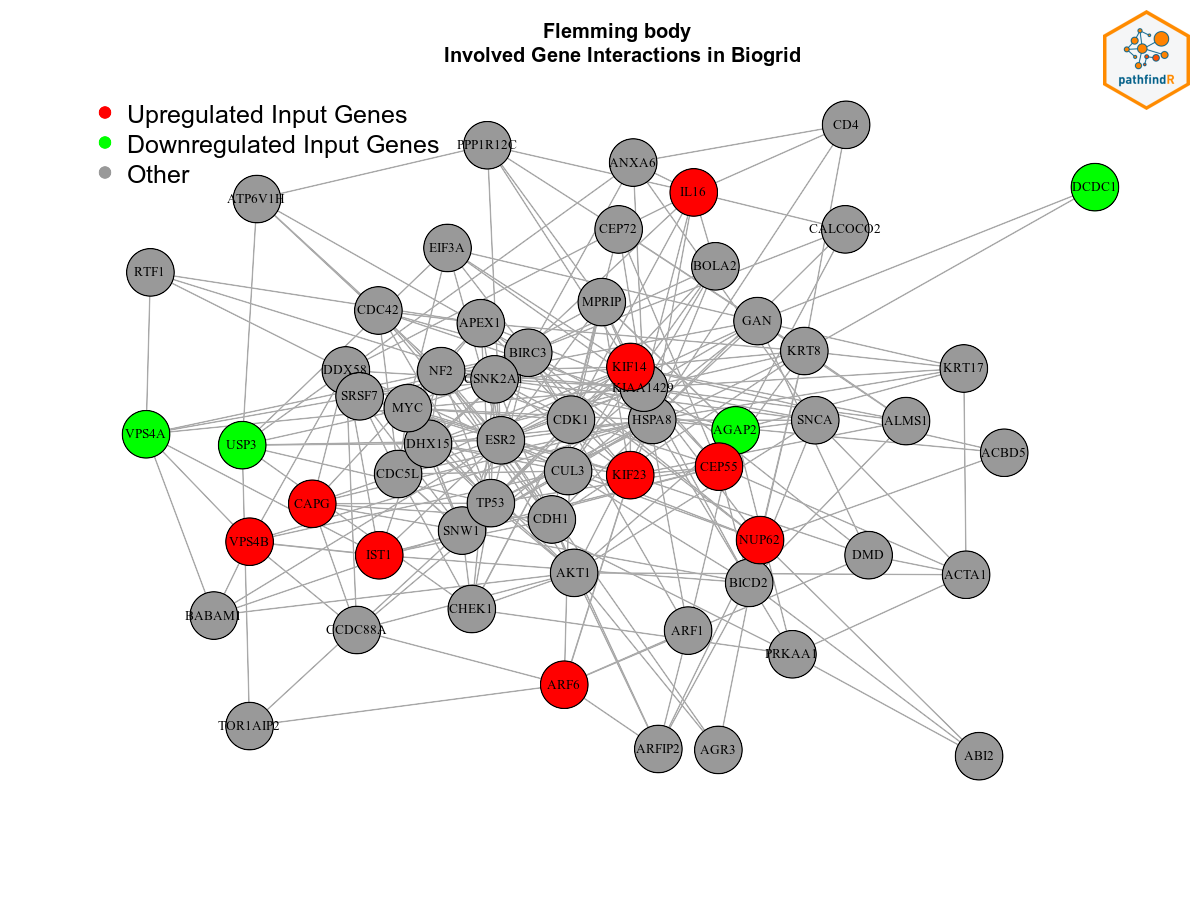 Flemming body
Involved Gene Interactions in Biogrid
pathfindR
Upregulated Input Genes
Downregulated Input Genes
Other
PPP1R12C
CD4
ANXA6
DCDC1
IL16
ATP6V1H
CEP72
CALCOCO2
EIF3A
BOLA2
RTF1
MPRIP
CDC42
APEX1
GAN
BIRC3
KRT8
DDX58
NF2
KIF14
KRT17
CSNK2A1
KIAA1429
SRSF7
MYC
CDK1
HSPA8
SNCA
ALMS1
VPS4A
USP3
DHX15
ESR2
AGAP2
ACBD5
CDC5L
CUL3
KIF23
CEP55
CAPG
TP53
CDH1
SNW1
VPS4B
IST1
NUP62
DMD
AKT1
BICD2
ACTA1
BABAM1
CCDC88A
CHEK1
ARF1
PRKAA1
ARF6
TOR1AIP2
ARFIP2
AGR3
ABI2